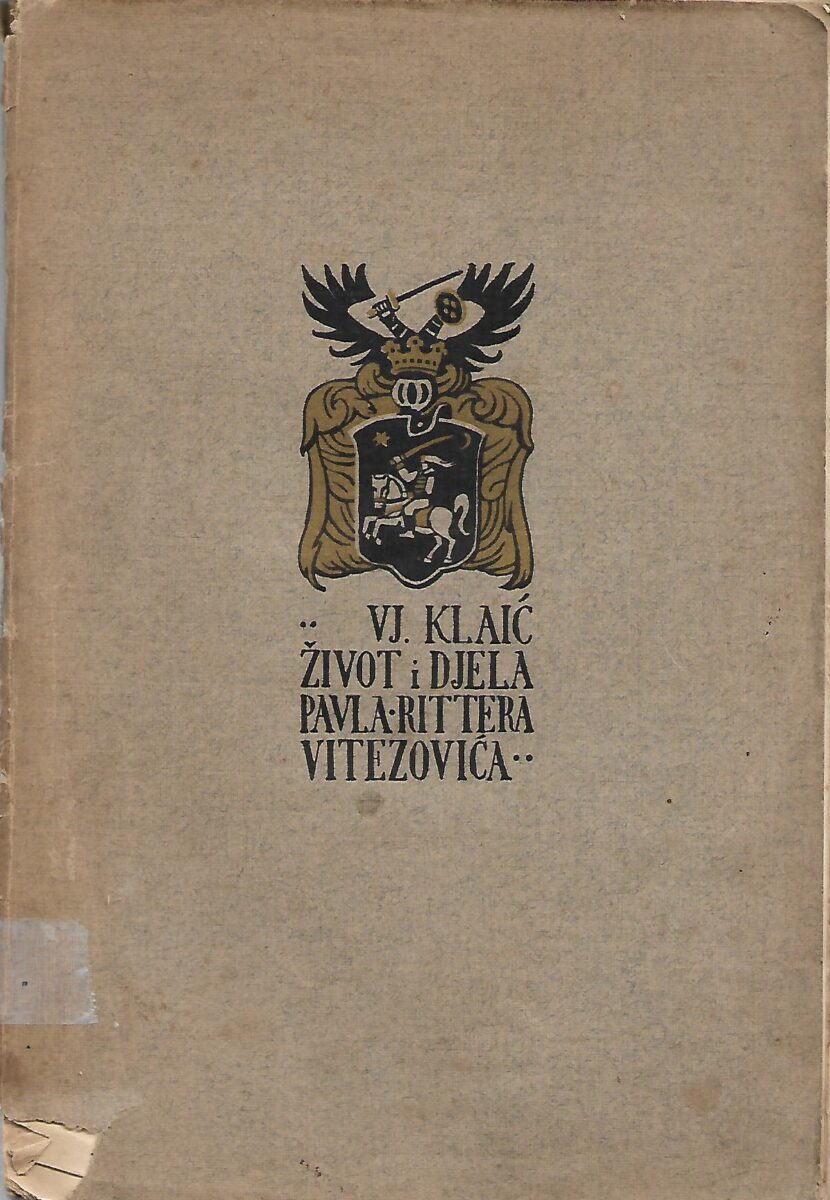 ·· VJ. KLAIĆ
ŽIVOT i DJELA
PAVLA·RITTERA
VITEZOVIĆA··